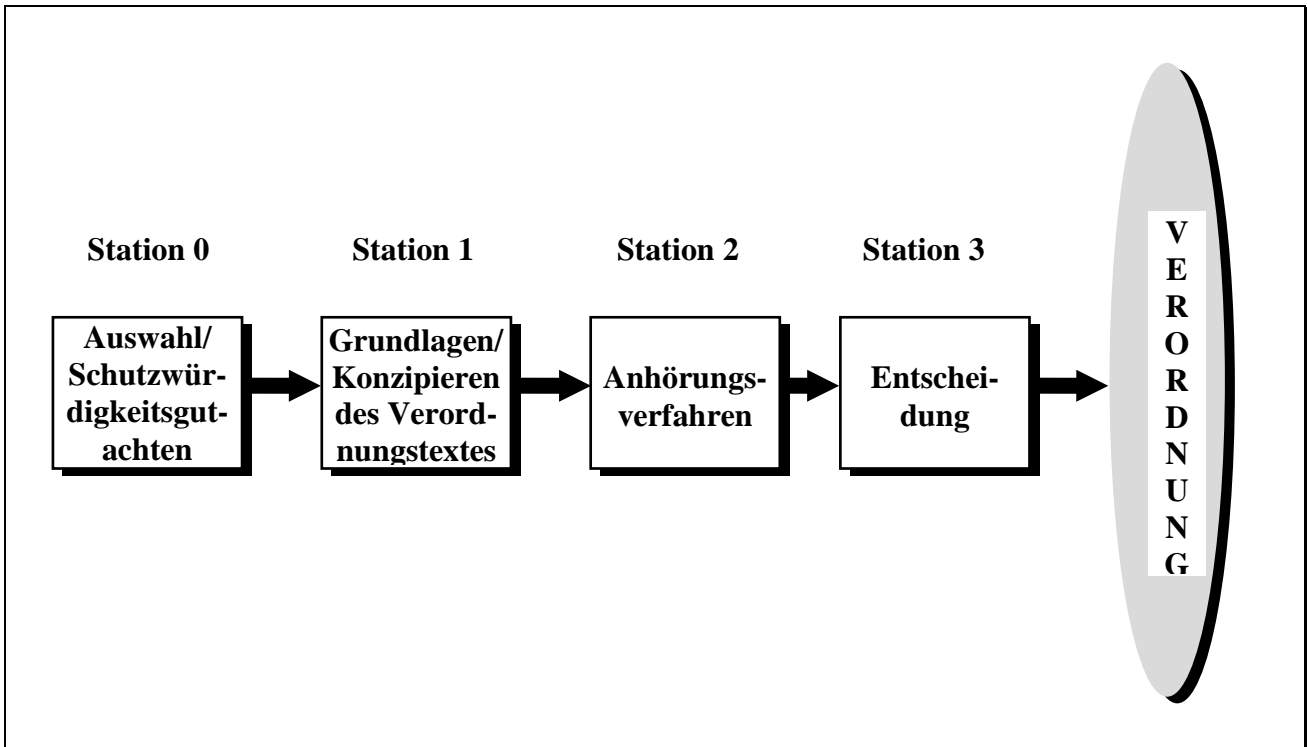 Station 0
Station 1
Station 2
Station 3
Auswahl/
Schutzwür-
digkeitsgut-
achten
Grundlagen/
Konzipieren
des Verord-
nungstextes
Anhörungs-
verfahren
Entschei-
dung
V
E
R
O
R
D
N
U
N
G